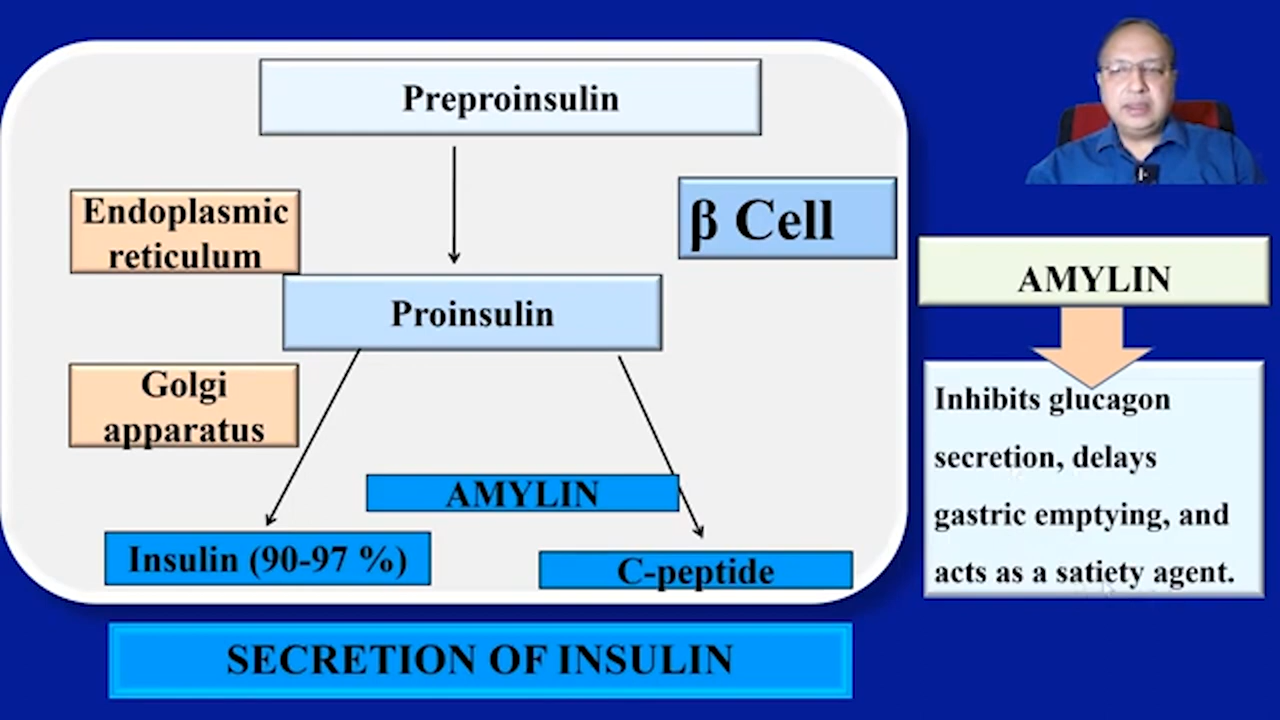 Preproinsulin
Endoplasmic
reticulum
β Cell
Proinsulin
Golgi
apparatus
AMYLIN
Insulin (90-97 %)
C-peptide
SECRETION OF INSULIN
AMYLIN
Inhibits glucagon
secretion, delays
gastric emptying, and
acts as a satiety agent.